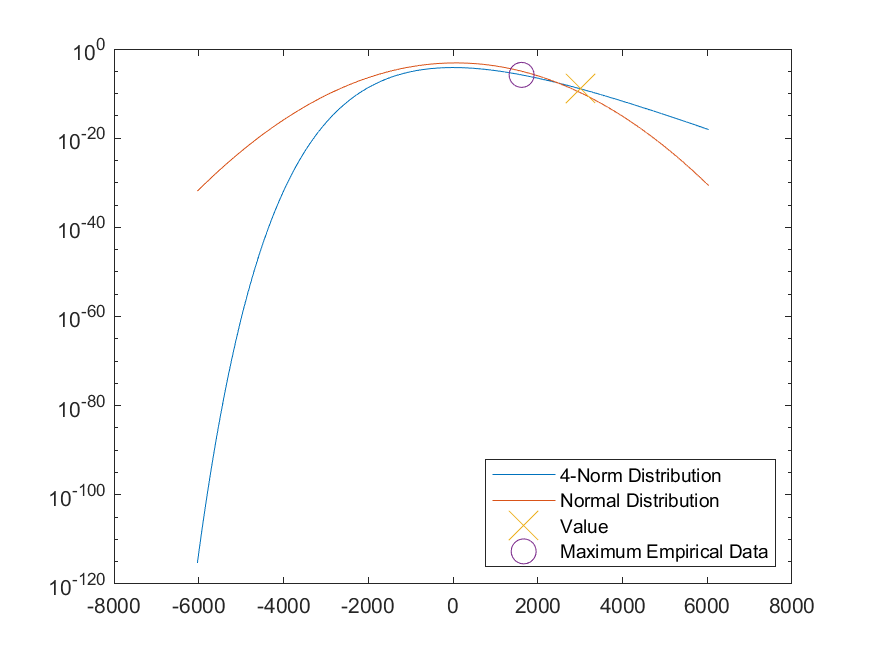 10^0
10^-20
10^-40
10^-60
10^-80
10^-100
10^-120
-8000 -6000 -4000 -2000 0 2000 4000 6000 8000
4-Norm Distribution
Normal Distribution
Value
Maximum Empirical Data